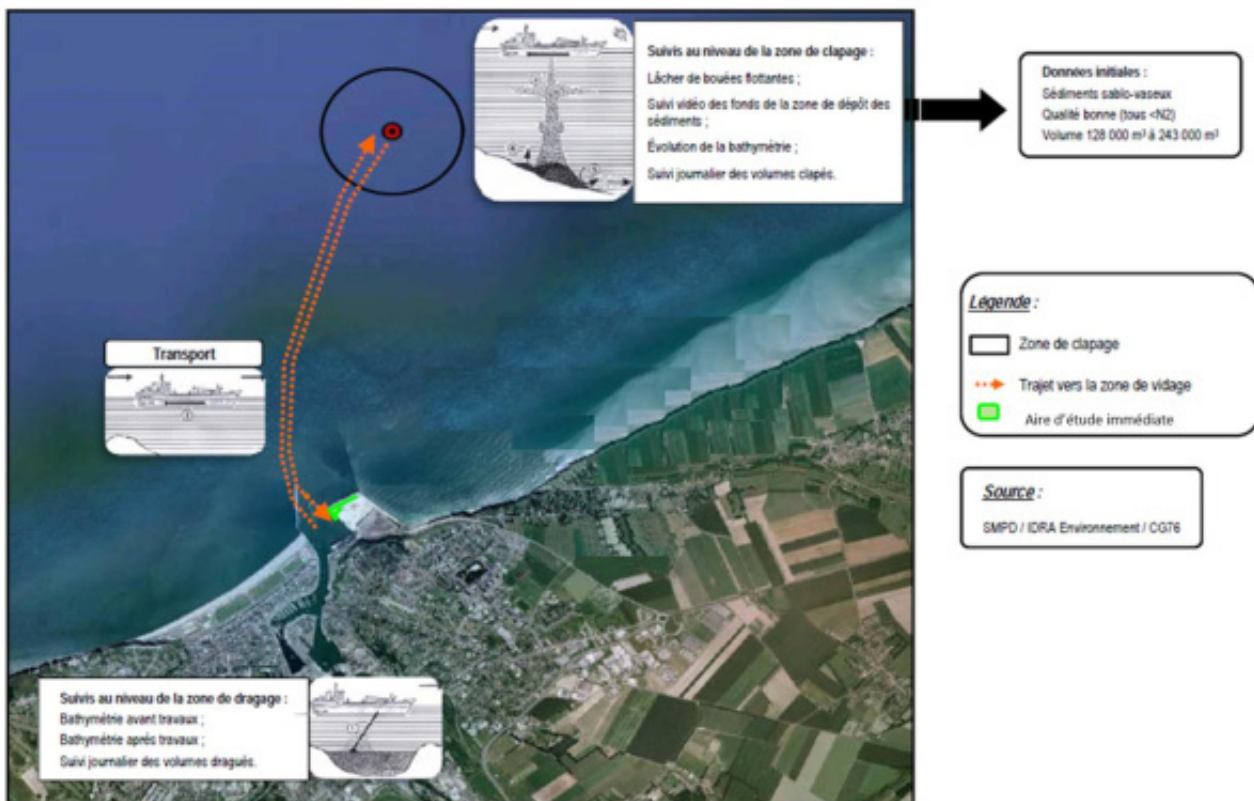 Suivis au niveau de la zone de clapage :
Lâcher de bouées flottantes ;
Suivi vidéo des fonds de la zone de dépôt des
sédiments ;
Évolution de la bathymétrie ;
Suivi journalier des volumes clapés.
Données initiales :
Sédiments sablo-vaseux
Qualité bonne (tous <N2)
Volume 128 000 m³ à 243 000 m³
Transport
Légende :
Zone de clapage
Trajet vers la zone de vidage
Aire d'étude immédiate
Source :
SMPD / IDRA Environnement / CG76
Suivis au niveau de la zone de dragage :
Bathymétrie avant travaux ;
Bathymétrie après travaux ;
Suivi journalier des volumes dragués.